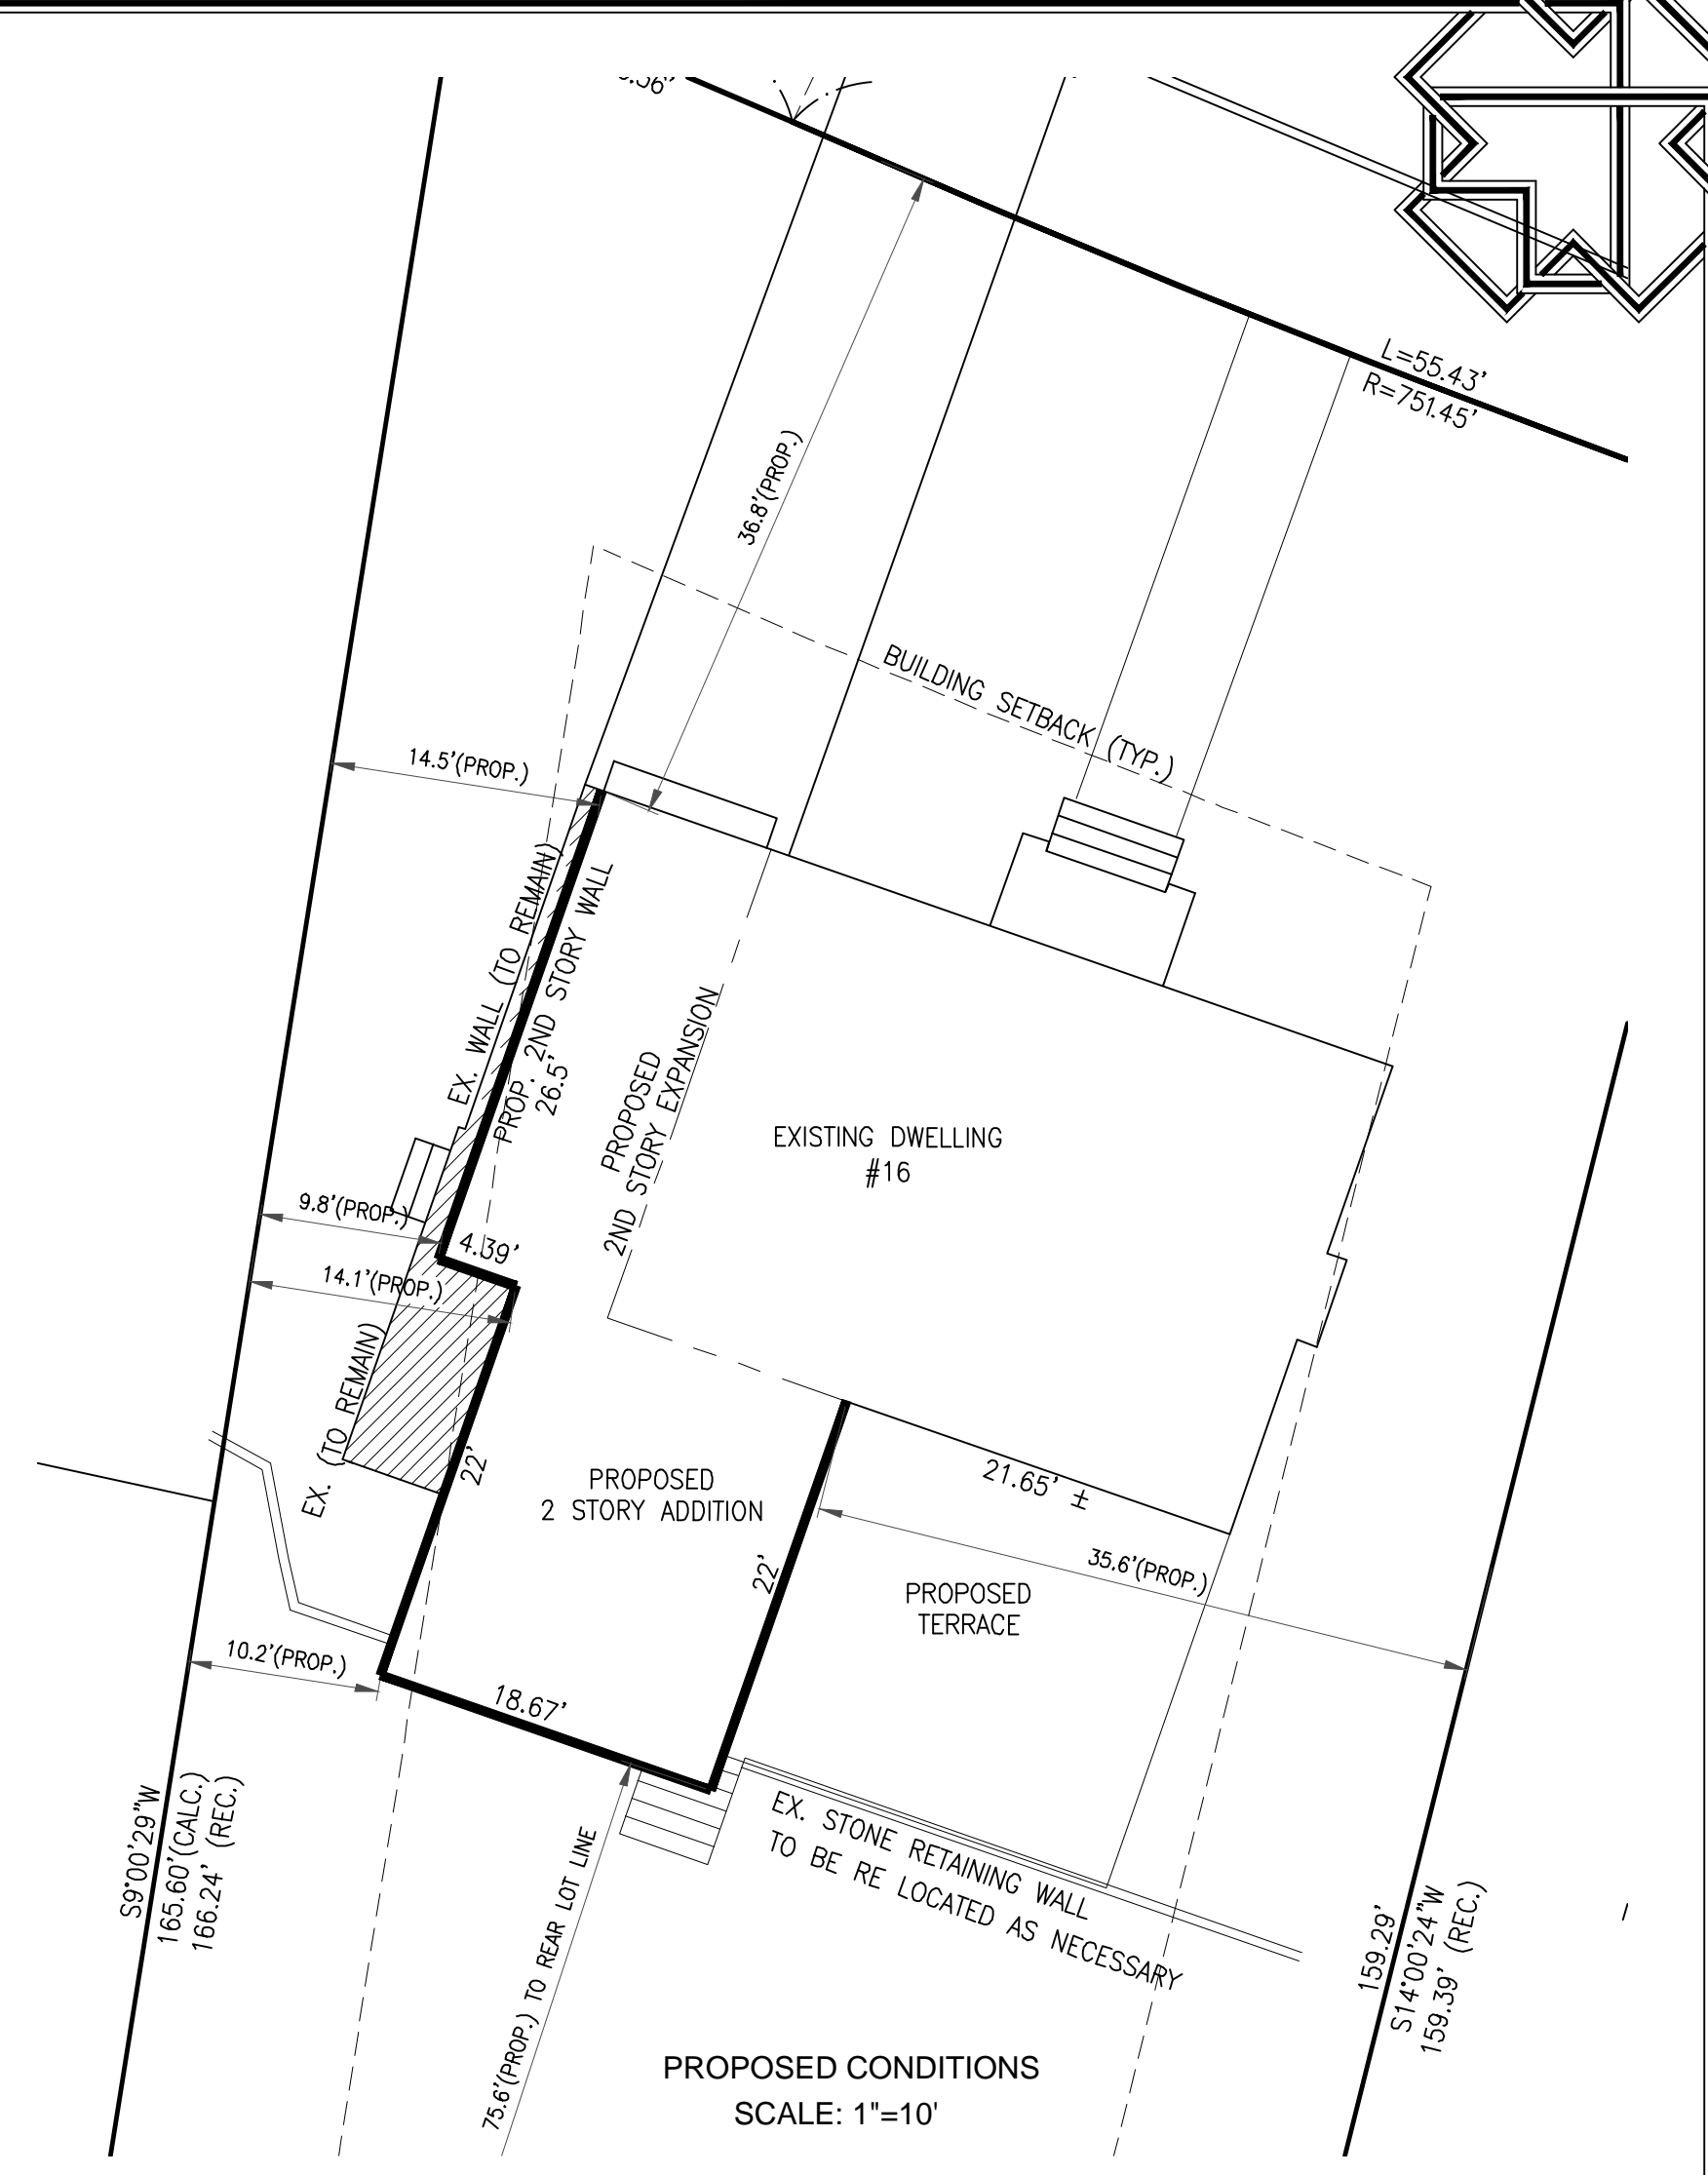 L=55.43'
R=751.45'
36.8'(PROP.)
BUILDING SETBACK (TYP.)
14.5'(PROP.)
EX. WALL (TO REMAIN)
PROP. 2ND STORY WALL
26.5'
PROPOSED
2ND STORY EXPANSION
EXISTING DWELLING
#16
9.8'(PROP.)
4.39'
14.1'(PROP.)
EX. (TO REMAIN)
22'
PROPOSED
2 STORY ADDITION
22'
21.65' ±
35.6'(PROP.)
PROPOSED
TERRACE
10.2'(PROP.)
18.67'
S9°00'29"W
165.60'(CALC.)
166.24' (REC.)
75.6'(PROP.) TO REAR LOT LINE
EX. STONE RETAINING WALL
TO BE RE LOCATED AS NECESSARY
159.29'
S14°00'24"W
159.39' (REC.)
PROPOSED CONDITIONS
SCALE: 1"=10'